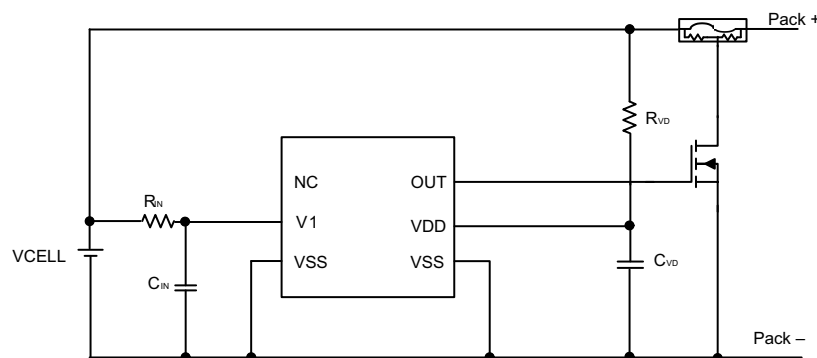 Pack +
RVD
NC
OUT
RIN
V1
VDD
VCELL
VSS
VSS
CIN
CVD
Pack –